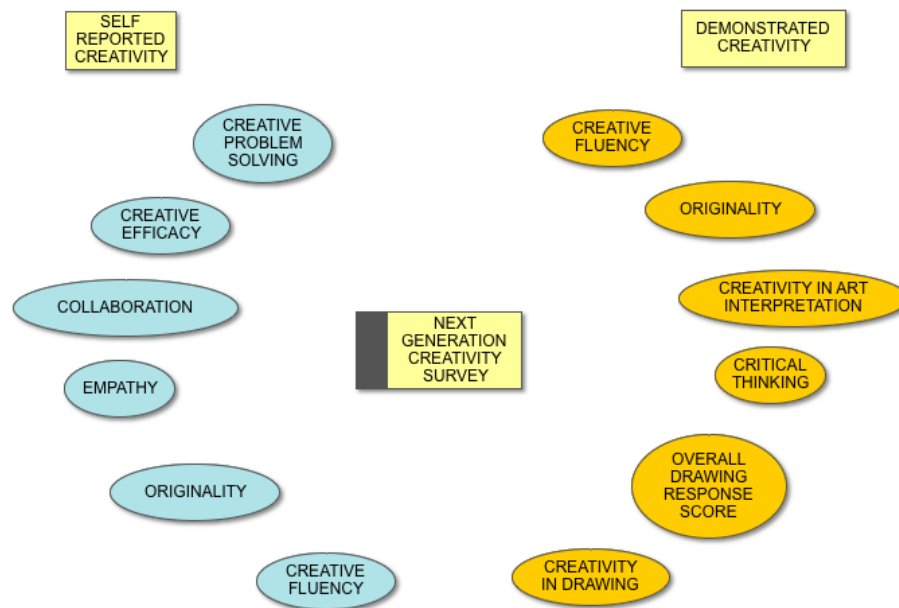 SELF
REPORTED
CREATIVITY
DEMONSTRATED
CREATIVITY
CREATIVE
PROBLEM
SOLVING
CREATIVE
EFFICACY
COLLABORATION
EMPATHY
ORIGINALITY
CREATIVE
FLUENCY
NEXT
GENERATION
CREATIVITY
SURVEY
CREATIVE
FLUENCY
ORIGINALITY
CREATIVITY IN ART
INTERPRETATION
CRITICAL
THINKING
OVERALL
DRAWING
RESPONSE
SCORE
CREATIVITY
IN DRAWING